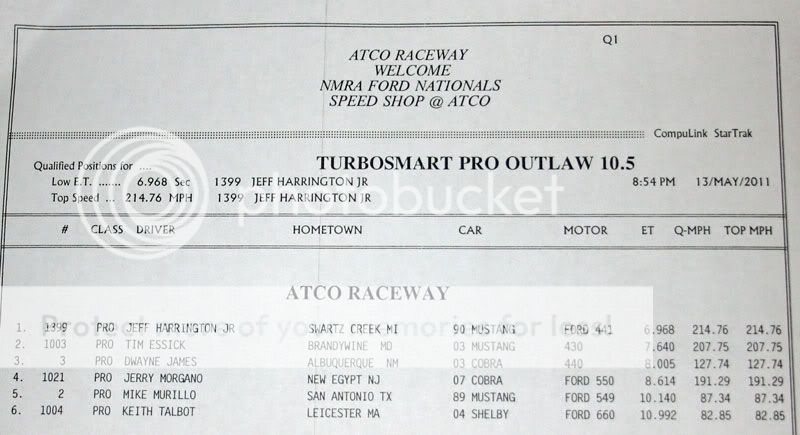 Q1
ATCO RACEWAY
WELCOME
NMRA FORD NATIONALS
SPEED SHOP @ ATCO
CompuLink StarTrak
Qualified Positions for ....
TURBOSMART PRO OUTLAW 10.5
Low E.T. ....... 6.968 Sec 1399 JEFF HARRINGTON JR 8:54 PM 13/MAY/2011
Top Speed ... 214.76 MPH 1399 JEFF HARRINGTON JR
photobucket
# CLASS DRIVER HOMETOWN CAR MOTOR ET Q-MPH TOP MPH
ATCO RACEWAY
Protect more of your memories for less!
1. 1399 PRO JEFF HARRINGTON JR SWARTZ CREEK MI 90 MUSTANG FORD 441 6.968 214.76 214.76
2. 1003 PRO TIM ESSICK BRANDYWINE MD 03 MUSTANG 430 7.640 207.75 207.75
3. 3 PRO DWAYNE JAMES ALBUQUERQUE NM 03 COBRA 440 8.005 127.74 127.74
4. 1021 PRO JERRY MORGANO NEW EGYPT NJ 07 COBRA FORD 550 8.614 191.29 191.29
5. 2 PRO MIKE MURILLO SAN ANTONIO TX 89 MUSTANG FORD 549 10.140 87.34 87.34
6. 1004 PRO KEITH TALBOT LEICESTER MA 04 SHELBY FORD 660 10.992 82.85 82.85